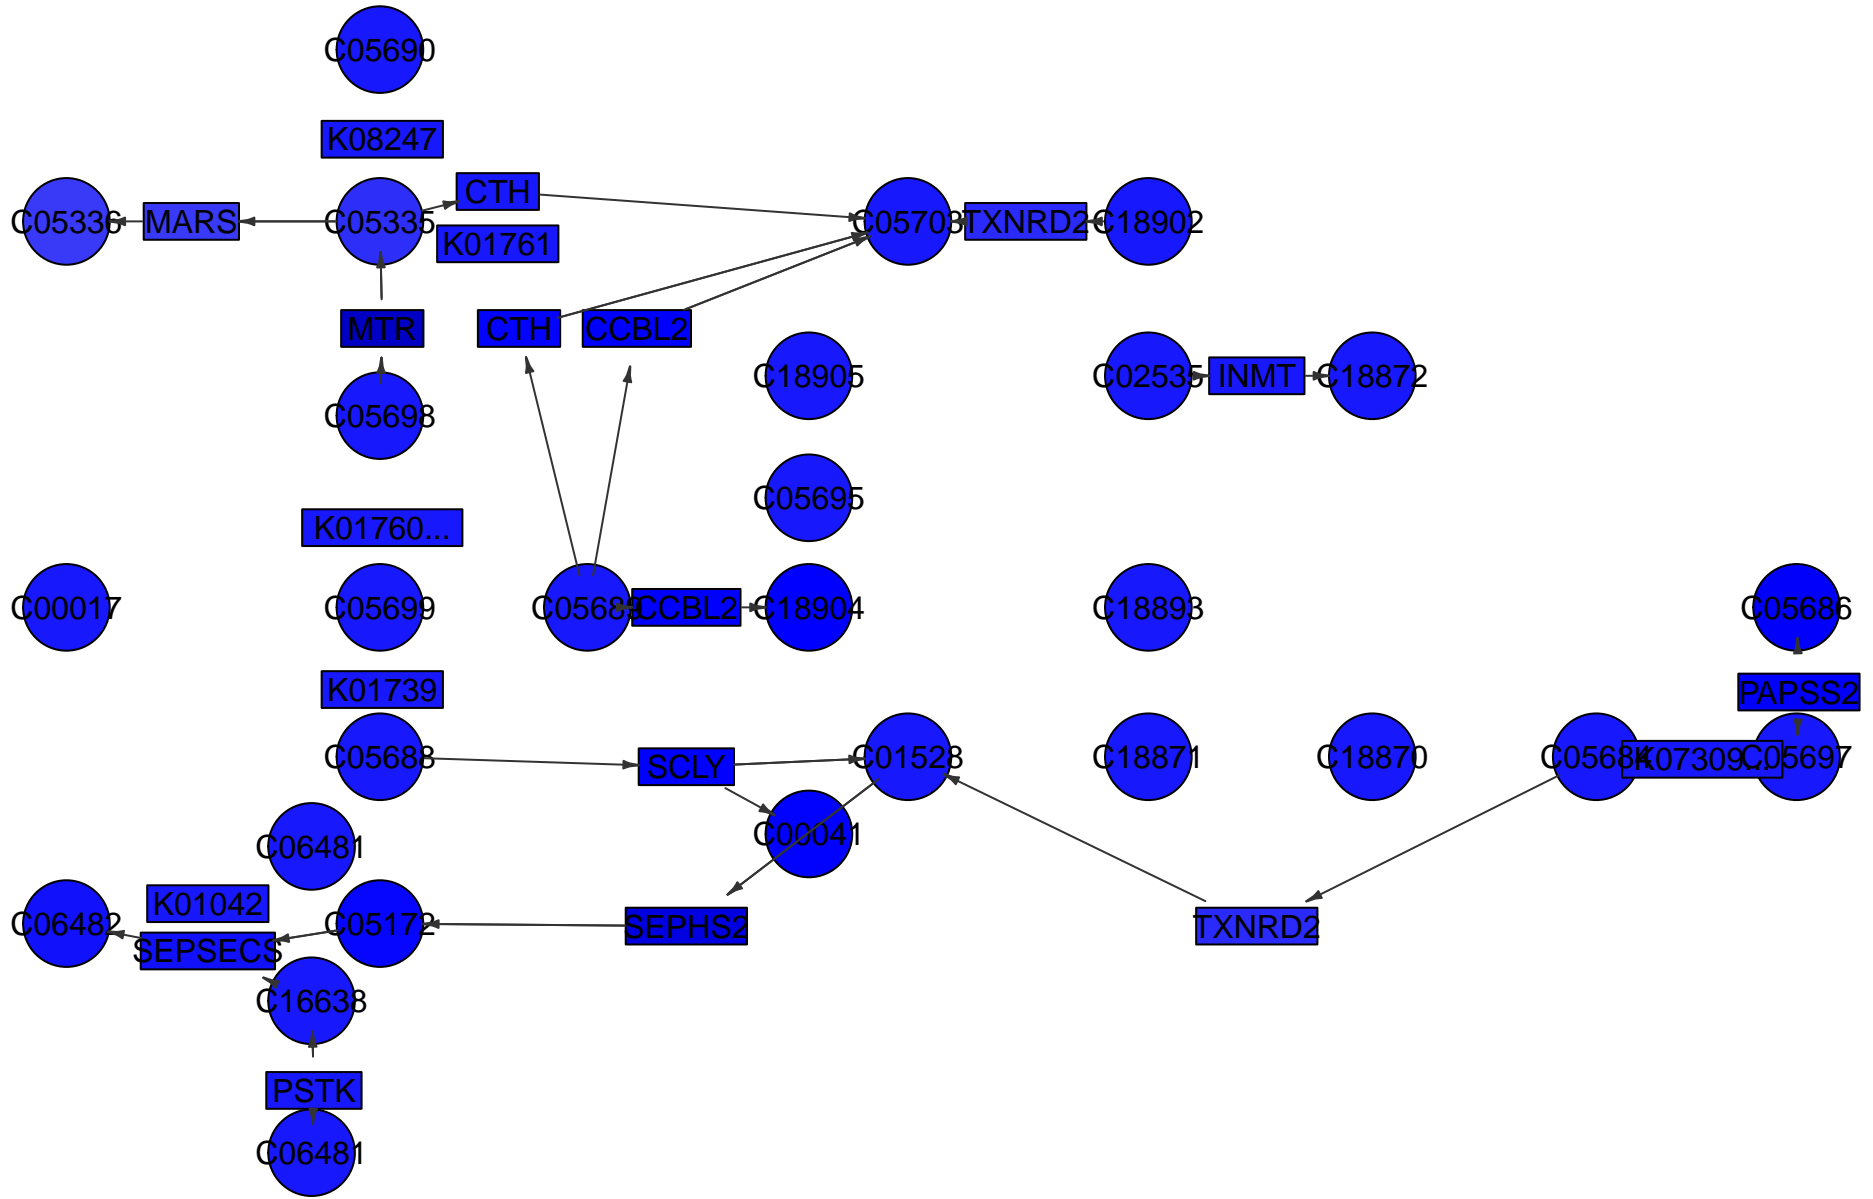 C05690
K08247
C05336
MARS
C05335
CTH
K01761
C05703
TXNRD2
C18902
MTR
CTH
CCBL2
C18905
C02535
INMT
C18872
C05698
C05695
K01760...
C00017
C05699
C05689
CCBL2
C18904
C18893
C05686
K01739
PAPSS2
C05688
SCLY
C01528
C18871
C18870
C05684
K07309...
C05697
C06481
C00041
K01042
C06482
SEPSECS
C05172
SEPHS2
TXNRD2
C16638
PSTK
C06481